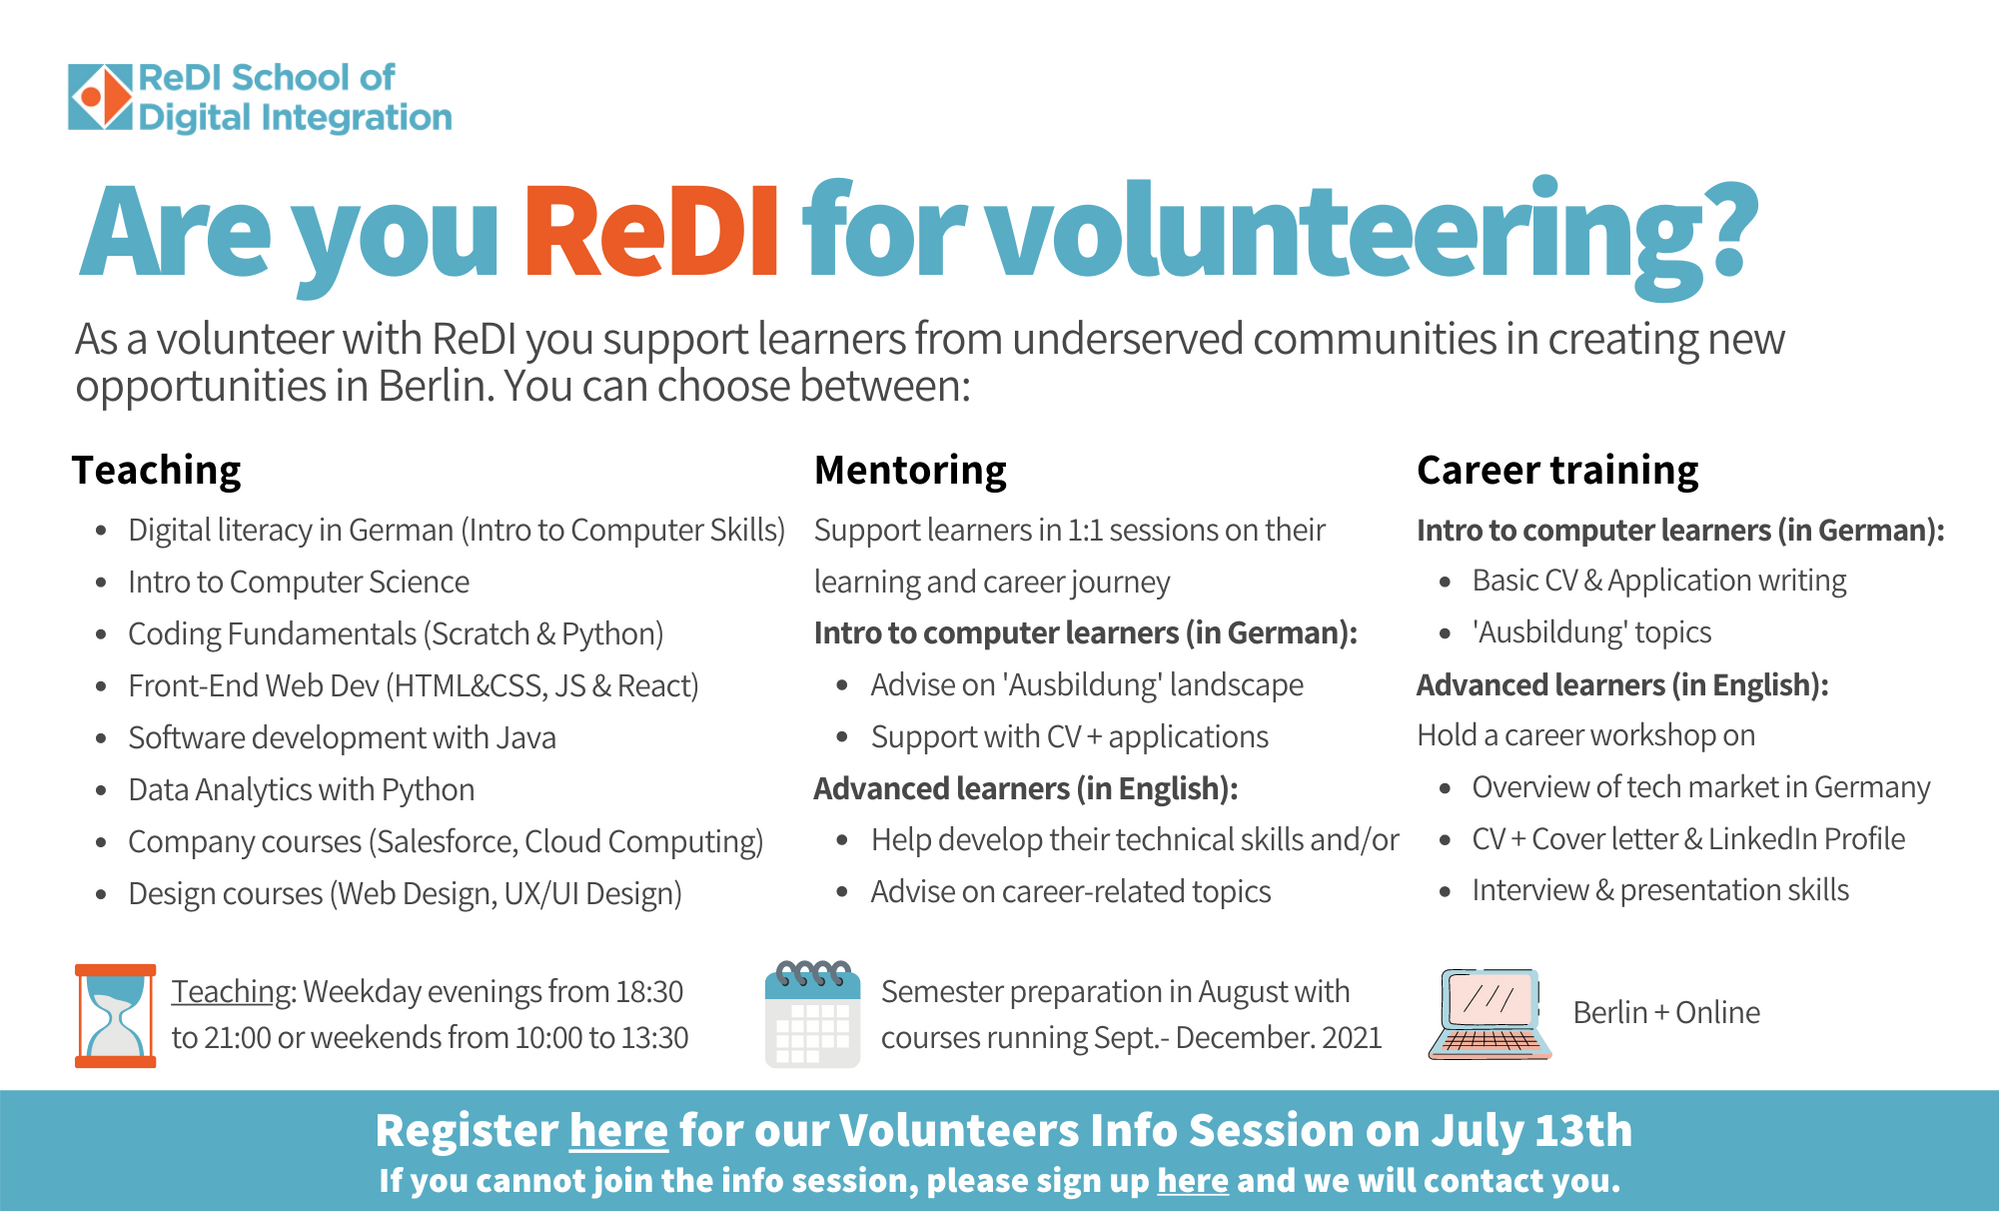 ReDI School of
Digital Integration
Are you ReDI for volunteering?
As a volunteer with ReDI you support learners from underserved communities in creating new
opportunities in Berlin. You can choose between:
Teaching
• Digital literacy in German (Intro to Computer Skills)
• Intro to Computer Science
• Coding Fundamentals (Scratch & Python)
• Front-End Web Dev (HTML&CSS, JS & React)
• Software development with Java
• Data Analytics with Python
• Company courses (Salesforce, Cloud Computing)
• Design courses (Web Design, UX/UI Design)
Mentoring
Support learners in 1:1 sessions on their
learning and career journey
Intro to computer learners (in German):
• Advise on 'Ausbildung' landscape
• Support with CV + applications
Advanced learners (in English):
• Help develop their technical skills and/or
• Advise on career-related topics
Career training
Intro to computer learners (in German):
• Basic CV & Application writing
• 'Ausbildung' topics
Advanced learners (in English):
Hold a career workshop on
• Overview of tech market in Germany
• CV + Cover letter & LinkedIn Profile
• Interview & presentation skills
Teaching: Weekday evenings from 18:30
to 21:00 or weekends from 10:00 to 13:30
Semester preparation in August with
courses running Sept.- December. 2021
Berlin + Online
Register here for our Volunteers Info Session on July 13th
If you cannot join the info session, please sign up here and we will contact you.